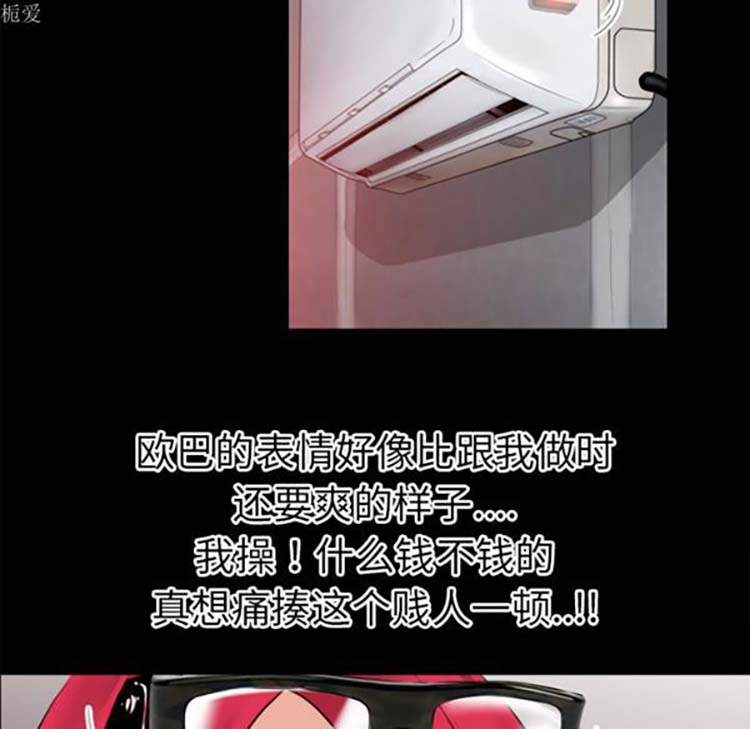 栀爱
欧巴的表情好像比跟我做时
还要爽的样子....
我操！什么钱不钱的
真想痛揍这个贱人一顿..!!